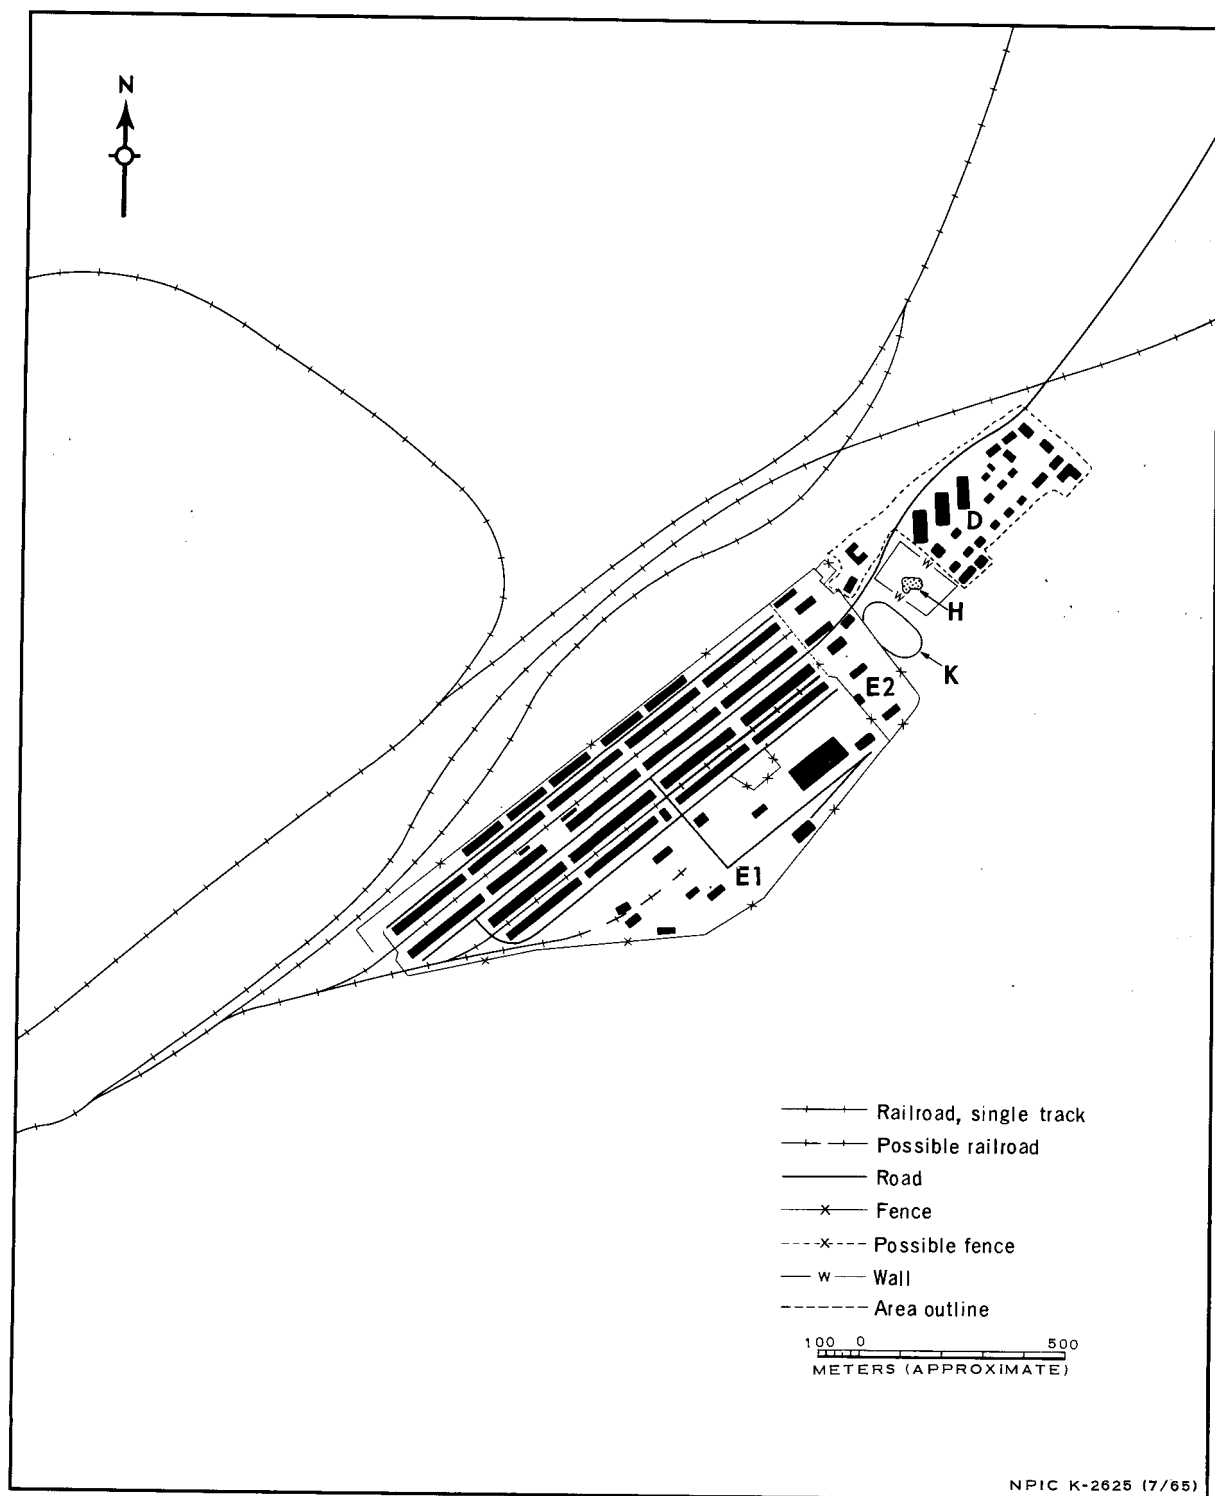 N
D
W
W
H
K
E2
E1
Railroad, single track
Possible railroad
Road
Fence
Possible fence
W Wall
Area outline
100 0 500
METERS (APPROXIMATE)
NPIC K-2625 (7/65)